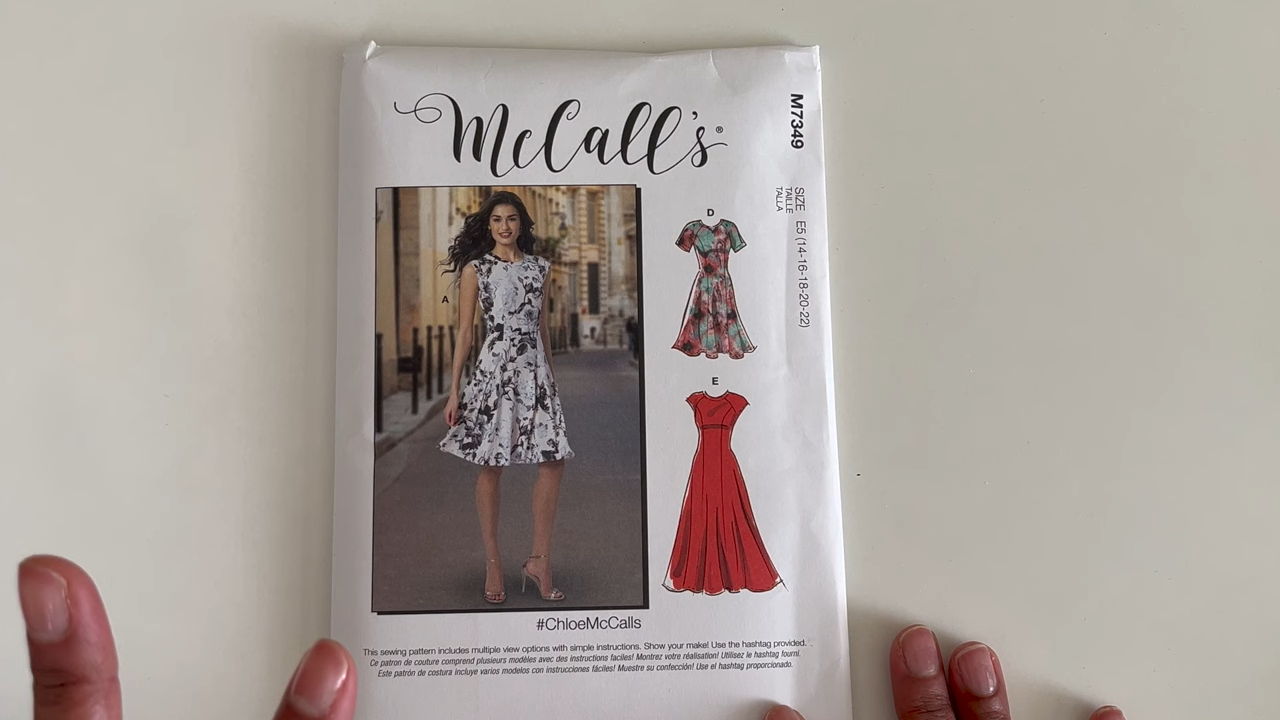 McCall's®
M7349
SIZE E5 (14-16-18-20-22)
TAILLE
TALLA
A
D
E
#ChloeMcCalls
This sewing pattern includes multiple view options with simple instructions. Show your make! Use the hashtag provided.
Ce patron de couture comprend plusieurs modèles avec des instructions faciles! Montrez votre réalisation! Utilisez le hashtag fourni.
Este patrón de costura incluye varios modelos con instrucciones fáciles! Muestre su confección! Use el hashtag proporcionado.